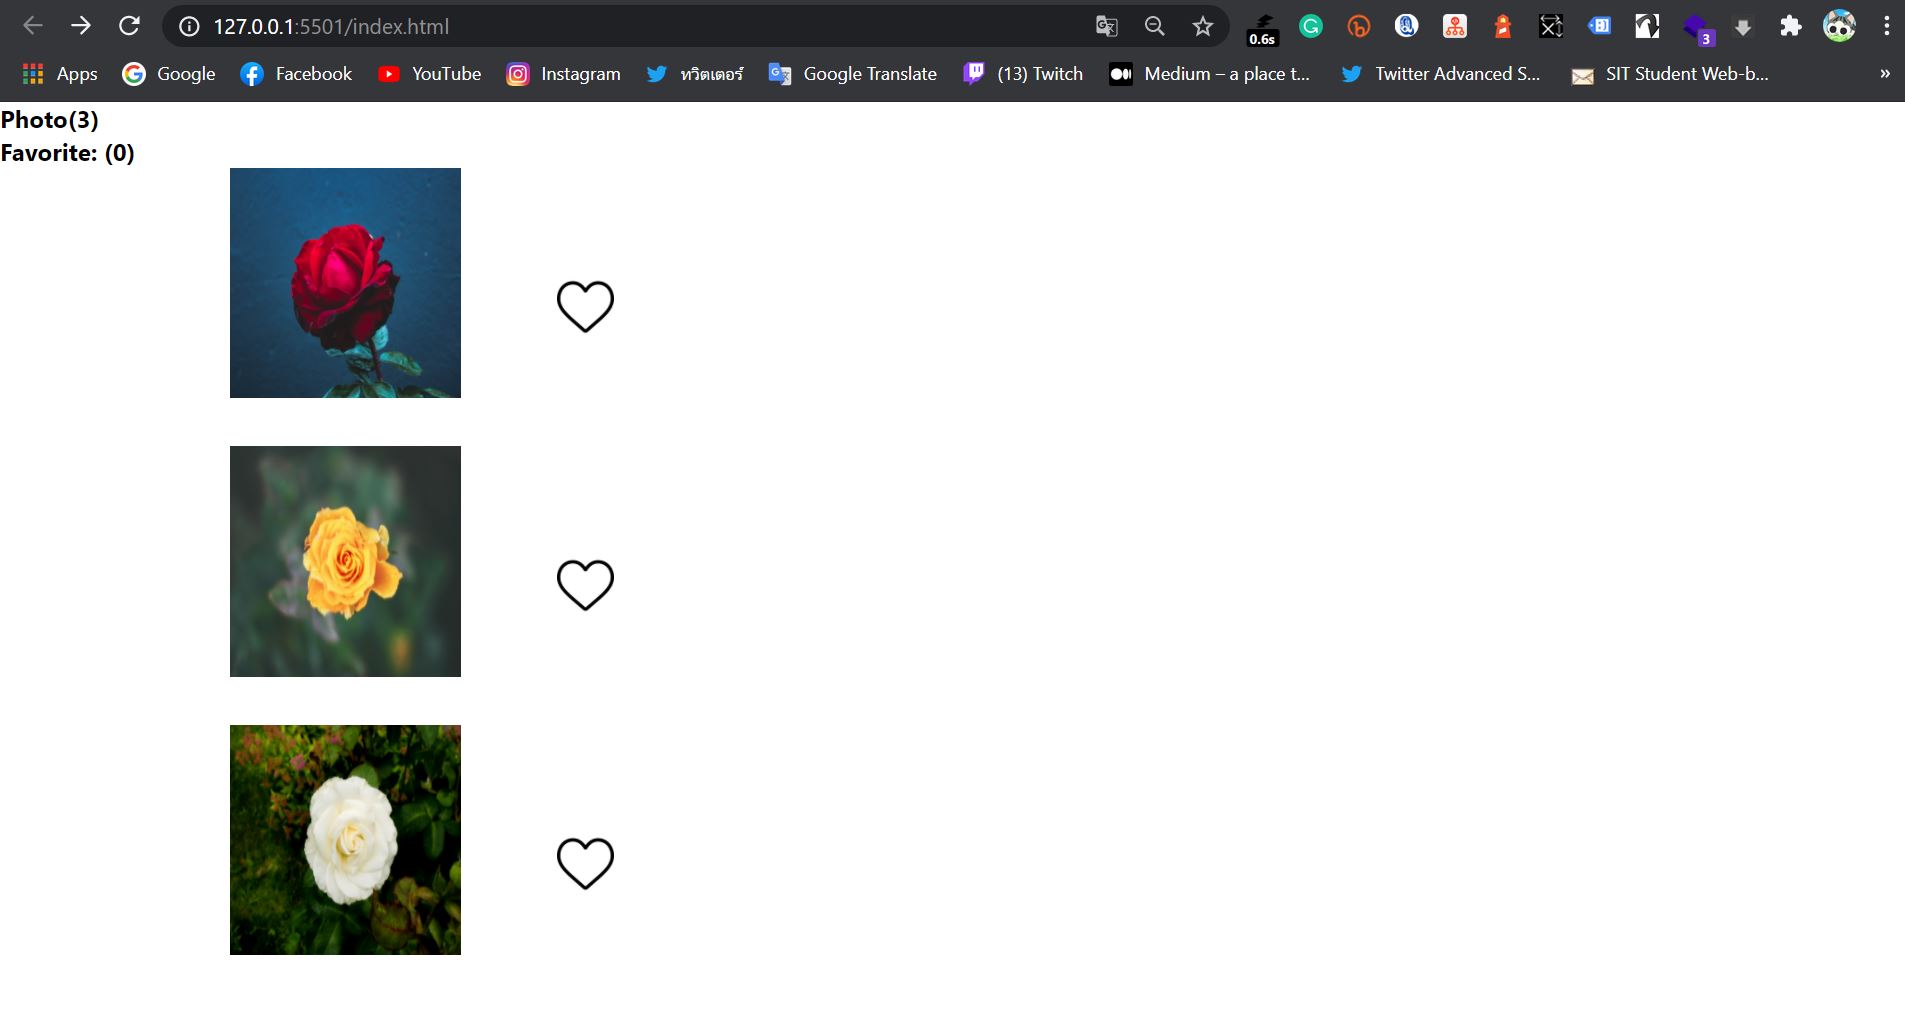 127.0.0.1:5501/index.html
0.6s
3
Apps Google Facebook YouTube Instagram ทวิตเตอร์ Google Translate (13) Twitch Medium – a place t... Twitter Advanced S... SIT Student Web-b... »
Photo(3)
Favorite: (0)